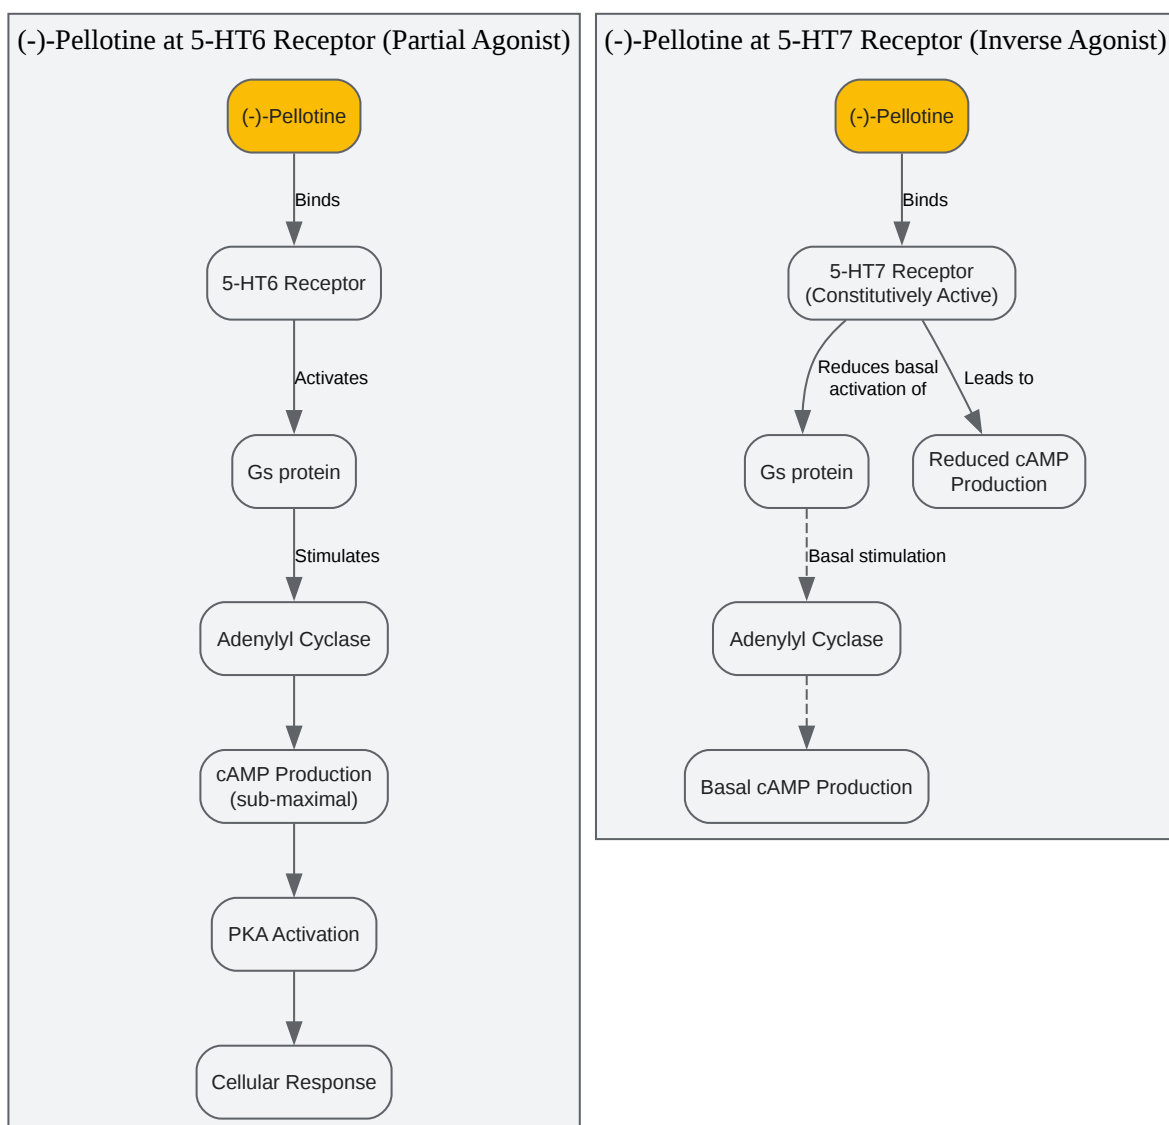 (-)-Pellotine at 5-HT6 Receptor (Partial Agonist)
(-)-Pellotine
Binds
5-HT6 Receptor
Activates
Gs protein
Stimulates
Adenylyl Cyclase
cAMP Production
(sub-maximal)
PKA Activation
Cellular Response
(-)-Pellotine at 5-HT7 Receptor (Inverse Agonist)
(-)-Pellotine
Binds
5-HT7 Receptor
(Constitutively Active)
Reduces basal
activation of
Leads to
Gs protein
Reduced cAMP
Production
Basal stimulation
Adenylyl Cyclase
Basal cAMP Production